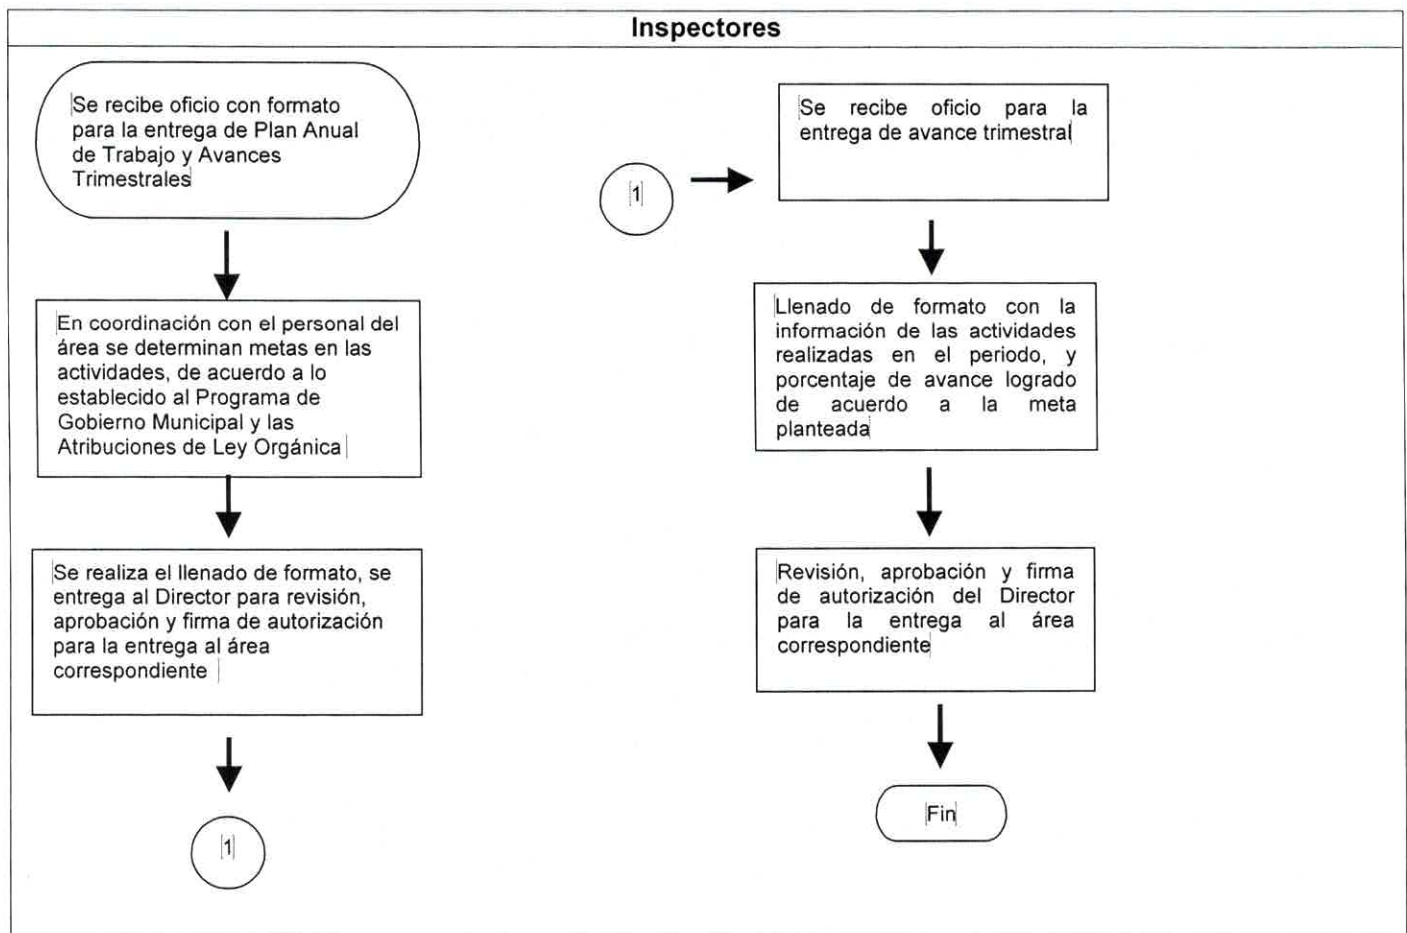 Inspectores
Se recibe oficio con formato
para la entrega de Plan Anual
de Trabajo y Avances
Trimestrales
En coordinación con el personal del
área se determinan metas en las
actividades, de acuerdo a lo
establecido al Programa de
Gobierno Municipal y las
Atribuciones de Ley Orgánica
Se realiza el llenado de formato, se
entrega al Director para revisión,
aprobación y firma de autorización
para la entrega al área
correspondiente
1
1
Se recibe oficio para la
entrega de avance trimestral
Llenado de formato con la
información de las actividades
realizadas en el periodo, y
porcentaje de avance logrado
de acuerdo a la meta
planteada
Revisión, aprobación y firma
de autorización del Director
para la entrega al área
correspondiente
Fin